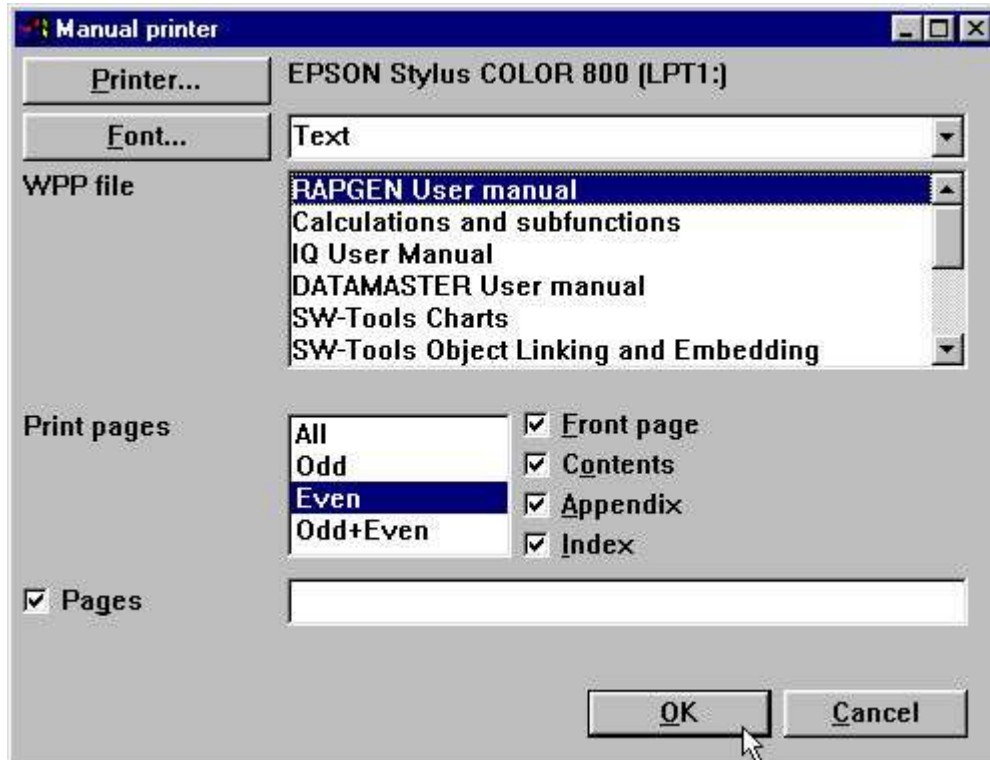 Manual printer
Printer... EPSON Stylus COLOR 800 (LPT1:)
Font... Text
WPP file
RAPGEN User manual
Calculations and subfunctions
IQ User Manual
DATAMASTER User manual
SW-Tools Charts
SW-Tools Object Linking and Embedding
Print pages
All
Odd
Even
Odd+Even
Front page
Contents
Appendix
Index
Pages
OK Cancel